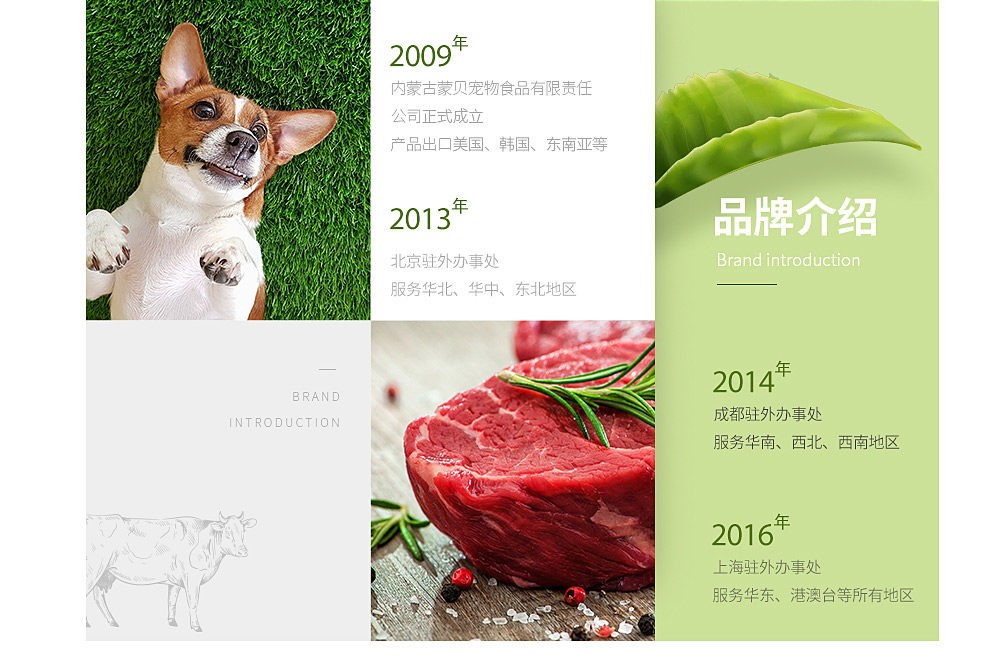 2009年
内蒙古蒙贝宠物食品有限责任
公司正式成立
产品出口美国、韩国、东南亚等
2013年
北京驻外办事处
服务华北、华中、东北地区
BRAND
INTRODUCTION
品牌介绍
Brand introduction
2014年
成都驻外办事处
服务华南、西北、西南地区
2016年
上海驻外办事处
服务华东、港澳台等所有地区